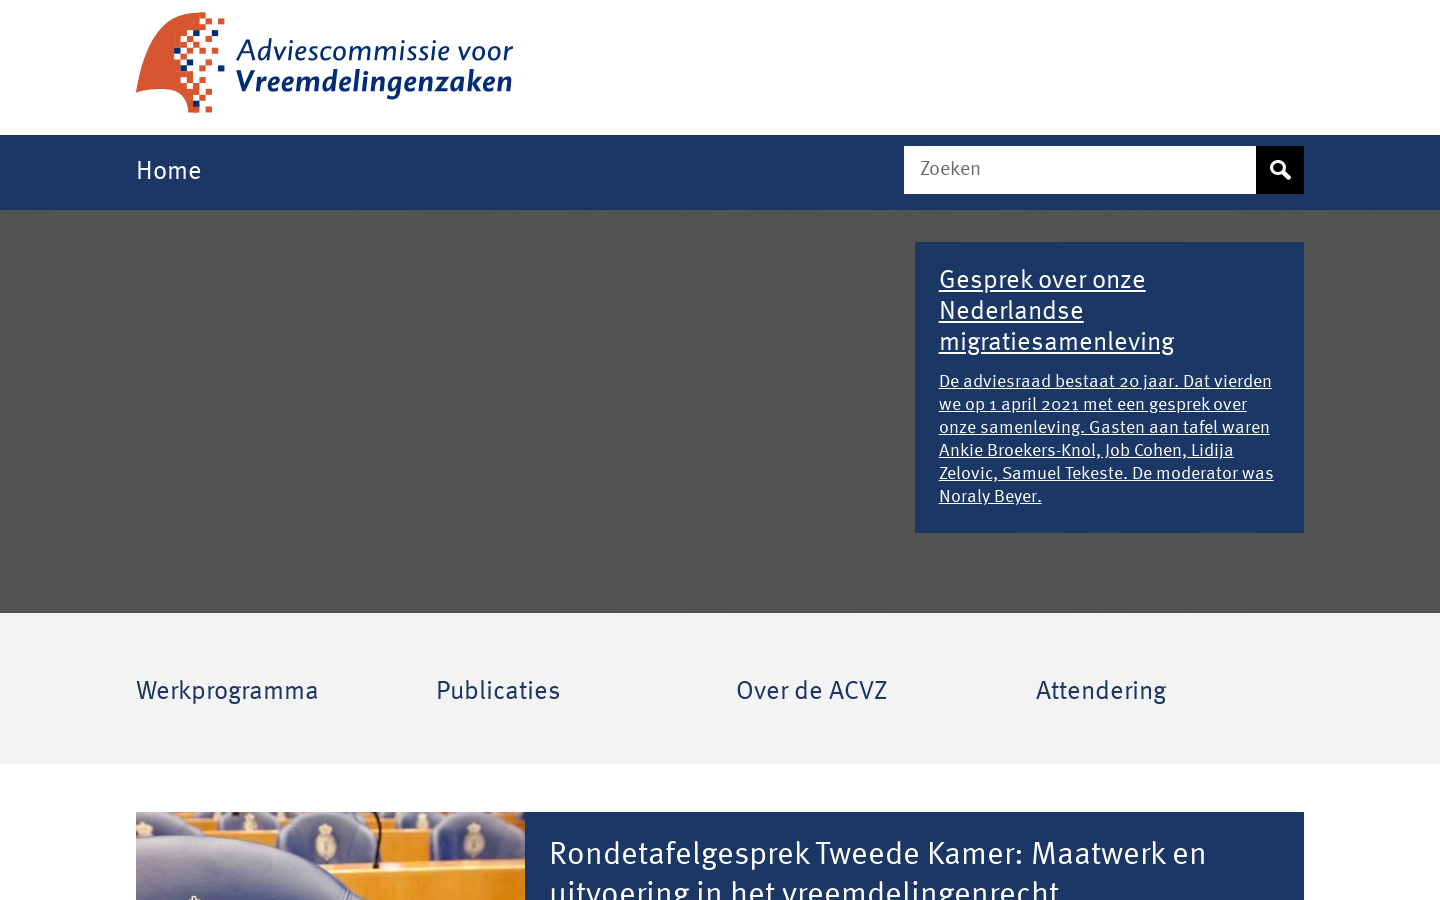 Adviescommissie voor
Vreemdelingenzaken
Home
Zoeken
Gesprek over onze
Nederlandse
migratiesamenleving
De adviesraad bestaat 20 jaar. Dat vierden
we op 1 april 2021 met een gesprek over
onze samenleving. Gasten aan tafel waren
Ankie Broekers-Knol, Job Cohen, Lidija
Zelovic, Samuel Tekeste. De moderator was
Noraly Beyer.
Werkprogramma
Publicaties
Over de ACVZ
Attendering
Rondetafelgesprek Tweede Kamer: Maatwerk en
uitvoering in het vreemdelingenrecht